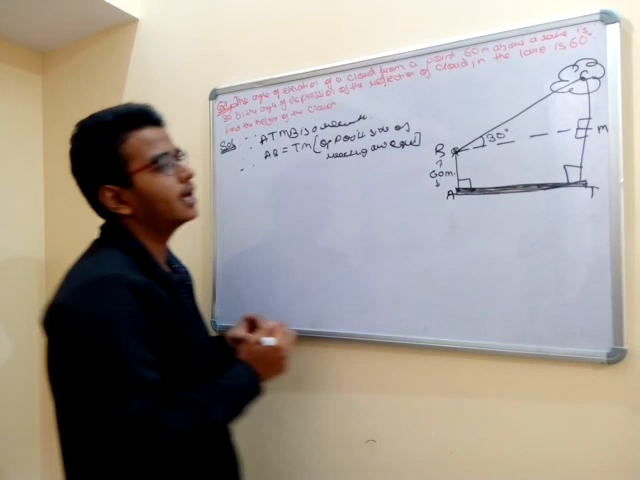 the angle of elevation of a cloud from a point 60m above a lake is
30° & the angle of depression of the reflection of cloud, in the lake is 60°
Find the height of the cloud
Sol ∵ ATMB is a
∴ AB = TM [opposite side of
rectangle are equal]
∴
30°
M
B
60m.
A
T